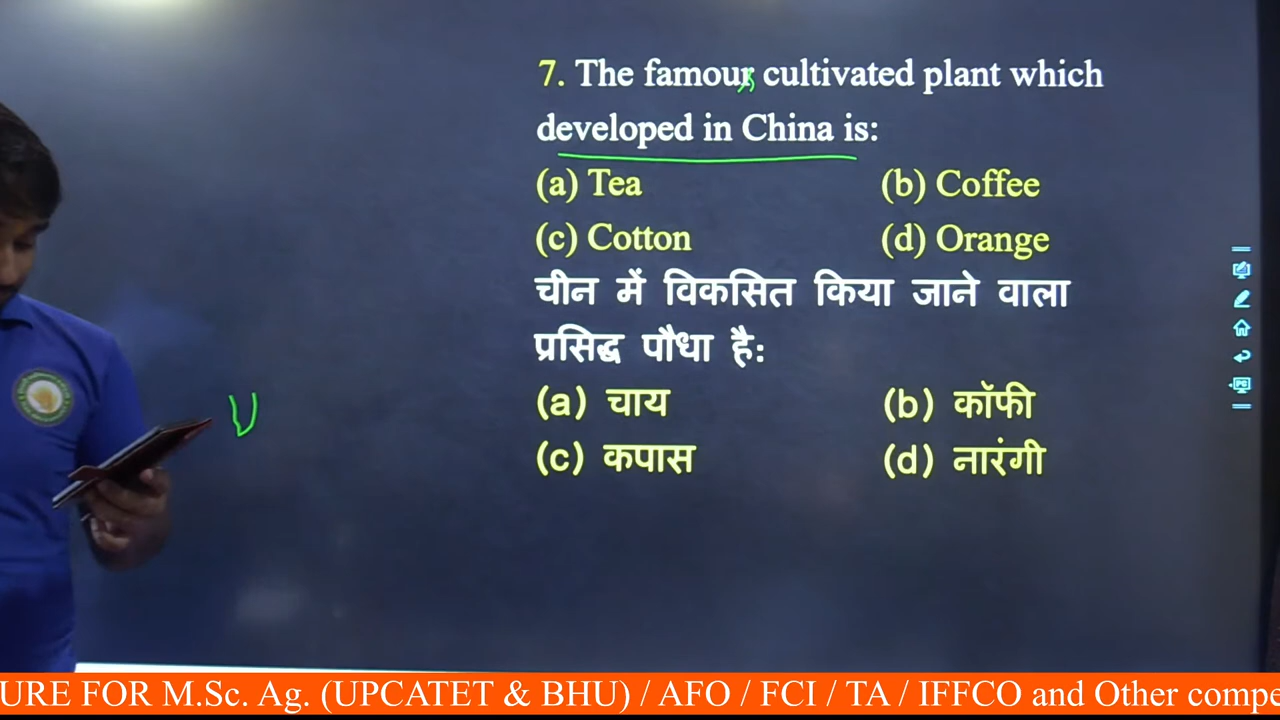 7. The famour cultivated plant which
developed in China is:
(a) Tea (b) Coffee
(c) Cotton (d) Orange
चीन में विकसित किया जाने वाला
प्रसिद्ध पौधा है:
(a) चाय (b) कॉफी
(c) कपास (d) नारंगी
URE FOR M.Sc. Ag. (UPCATET & BHU) / AFO / FCI / TA / IFFCO and Other compe